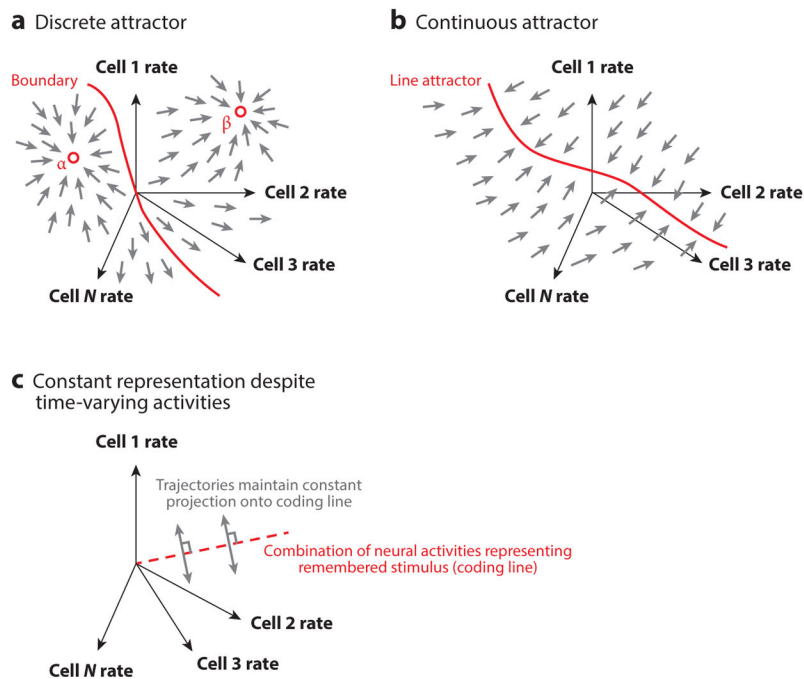 a Discrete attractor
Cell 1 rate
Boundary
α
β
Cell 2 rate
Cell 3 rate
Cell N rate
b Continuous attractor
Cell 1 rate
Line attractor
Cell 2 rate
Cell 3 rate
Cell N rate
c Constant representation despite
time-varying activities
Cell 1 rate
Trajectories maintain constant
projection onto coding line
Combination of neural activities representing
remembered stimulus (coding line)
Cell 2 rate
Cell 3 rate
Cell N rate